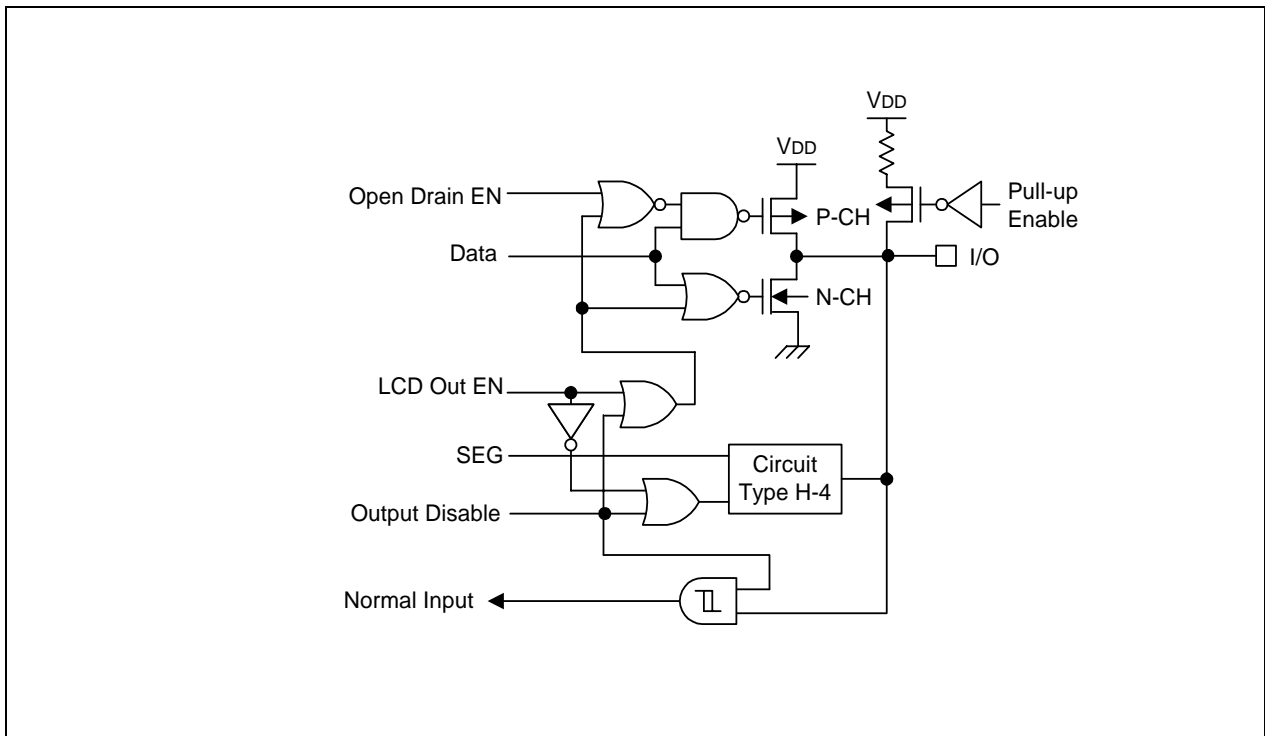 VDD
VDD
Open Drain EN
P-CH
Pull-up
Enable
Data
I/O
N-CH
LCD Out EN
SEG
Circuit
Type H-4
Output Disable
Normal Input